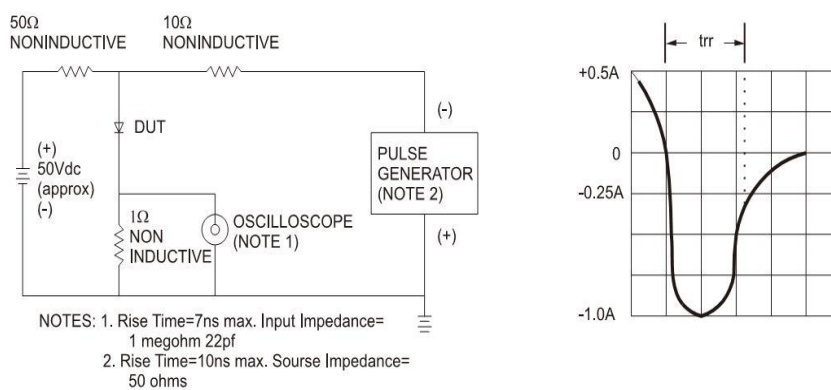 50Ω
NONINDUCTIVE
10Ω
NONINDUCTIVE
DUT
(+)
50Vdc
(approx)
(-)
1Ω
NON
INDUCTIVE
OSCILLOSCOPE
(NOTE 1)
(-)
PULSE
GENERATOR
(NOTE 2)
(+)
NOTES: 1. Rise Time=7ns max. Input Impedance=
1 megohm 22pf
2. Rise Time=10ns max. Sourse Impedance=
50 ohms
trr
+0.5A
0
-0.25A
-1.0A